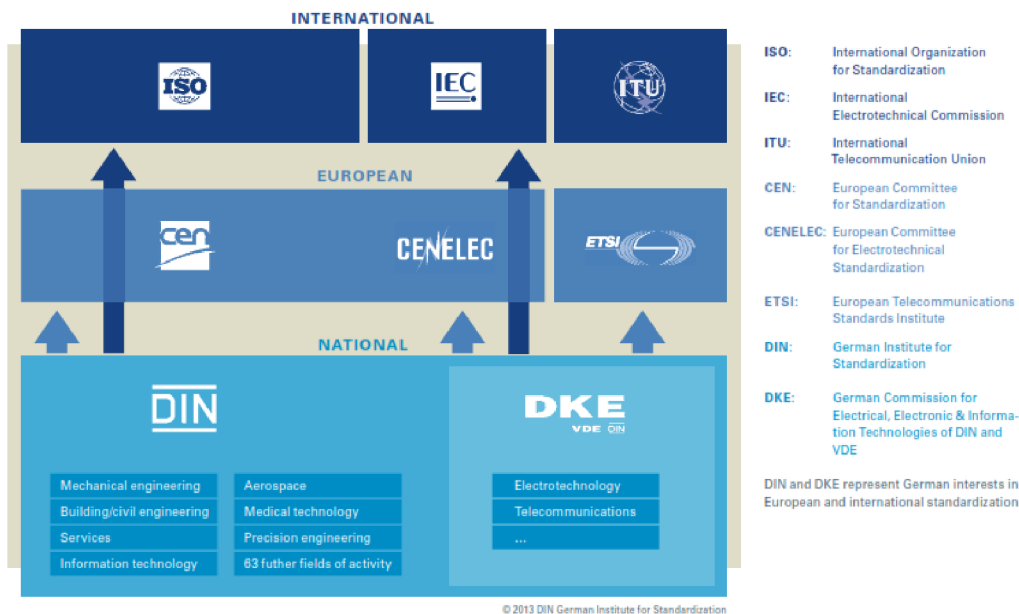 INTERNATIONAL
ISO
IEC
ITU
EUROPEAN
cen
CENELEC
ETSI
NATIONAL
DIN
DKE
VDE DIN
Mechanical engineering
Building/civil engineering
Services
Information technology
Aerospace
Medical technology
Precision engineering
63 futher fields of activity
Electrotechnology
Telecommunications
...
ISO: International Organization
for Standardization
IEC: International
Electrotechnical Commission
ITU: International
Telecommunication Union
CEN: European Committee
for Standardization
CENELEC: European Committee
for Electrotechnical
Standardization
ETSI: European Telecommunications
Standards Institute
DIN: German Institute for
Standardization
DKE: German Commission for
Electrical, Electronic & Informa-
tion Technologies of DIN and
VDE
DIN and DKE represent German interests in
European and international standardization
© 2013 DIN German Institute for Standardization